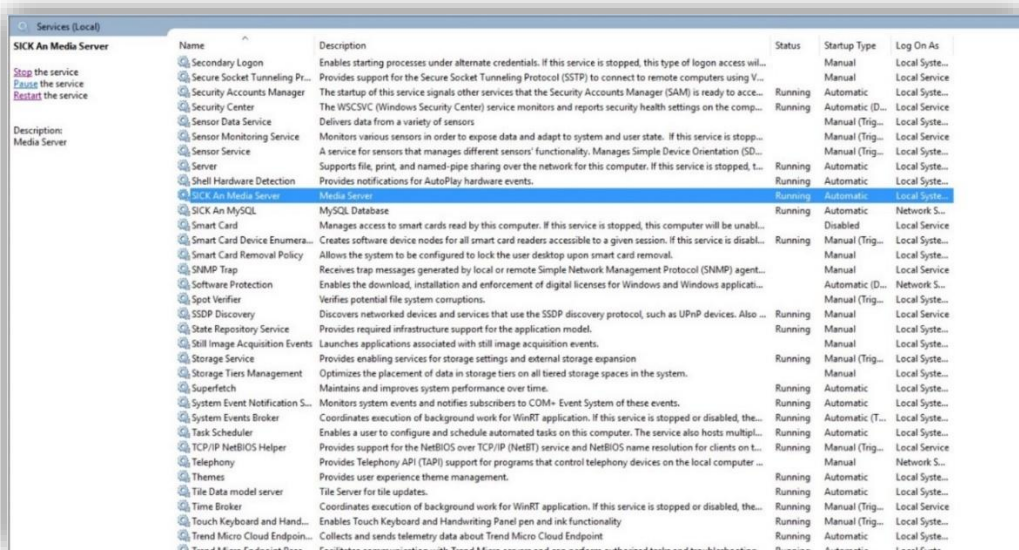 Services (Local)
SICK An Media Server
Stop the service
Pause the service
Restart the service
Description:
Media Server
Name Description Status Startup Type Log On As
Secondary Logon Enables starting processes under alternate credentials. If this service is stopped, this type of logon access wil... Manual Local Syste...
Secure Socket Tunneling Pr... Provides support for the Secure Socket Tunneling Protocol (SSTP) to connect to remote computers using V... Manual Local Service
Security Accounts Manager The startup of this service signals other services that the Security Accounts Manager (SAM) is ready to acce... Running Automatic Local Syste...
Security Center The WSCSVC (Windows Security Center) service monitors and reports security health settings on the comp... Running Automatic (D... Local Service
Sensor Data Service Delivers data from a variety of sensors Manual (Trig... Local Syste...
Sensor Monitoring Service Monitors various sensors in order to expose data and adapt to system and user state. If this service is stopp... Manual (Trig... Local Service
Sensor Service A service for sensors that manages different sensors' functionality. Manages Simple Device Orientation (SD... Manual (Trig... Local Syste...
Server Supports file, print, and named-pipe sharing over the network for this computer. If this service is stopped, t... Running Automatic Local Syste...
Shell Hardware Detection Provides notifications for AutoPlay hardware events. Running Automatic Local Syste...
SICK An Media Server Media Server Running Automatic Local Syste...
SICK An MySQL MySQL Database Running Automatic Network S...
Smart Card Manages access to smart cards read by this computer. If this service is stopped, this computer will be unabl... Disabled Local Service
Smart Card Device Enumera... Creates software device nodes for all smart card readers accessible to a given session. If this service is disabl... Running Manual (Trig... Local Syste...
Smart Card Removal Policy Allows the system to be configured to lock the user desktop upon smart card removal. Manual Local Syste...
SNMP Trap Receives trap messages generated by local or remote Simple Network Management Protocol (SNMP) agent... Manual Local Service
Software Protection Enables the download, installation and enforcement of digital licenses for Windows and Windows applicati... Automatic (D... Network S...
Spot Verifier Verifies potential file system corruptions. Manual (Trig... Local Syste...
SSDP Discovery Discovers networked devices and services that use the SSDP discovery protocol, such as UPnP devices. Also ... Running Manual Local Service
State Repository Service Provides required infrastructure support for the application model. Running Manual Local Syste...
Still Image Acquisition Events Launches applications associated with still image acquisition events. Manual Local Syste...
Storage Service Provides enabling services for storage settings and external storage expansion Running Manual (Trig... Local Syste...
Storage Tiers Management Optimizes the placement of data in storage tiers on all tiered storage spaces in the system. Manual Local Syste...
Superfetch Maintains and improves system performance over time. Running Automatic Local Syste...
System Event Notification S... Monitors system events and notifies subscribers to COM+ Event System of these events. Running Automatic Local Syste...
System Events Broker Coordinates execution of background work for WinRT application. If this service is stopped or disabled, the... Running Automatic (T... Local Syste...
Task Scheduler Enables a user to configure and schedule automated tasks on this computer. The service also hosts multipl... Running Automatic Local Syste...
TCP/IP NetBIOS Helper Provides support for the NetBIOS over TCP/IP (NetBT) service and NetBIOS name resolution for clients on t... Running Manual (Trig... Local Service
Telephony Provides Telephony API (TAPI) support for programs that control telephony devices on the local computer ... Manual Network S...
Themes Provides user experience theme management. Running Automatic Local Syste...
Tile Data model server Tile Server for tile updates. Running Automatic Local Syste...
Time Broker Coordinates execution of background work for WinRT application. If this service is stopped or disabled, the... Running Manual (Trig... Local Service
Touch Keyboard and Hand... Enables Touch Keyboard and Handwriting Panel pen and ink functionality Running Manual (Trig... Local Syste...
Trend Micro Cloud Endpoin... Collects and sends telemetry data about Trend Micro Cloud Endpoint Running Automatic Local Syste...